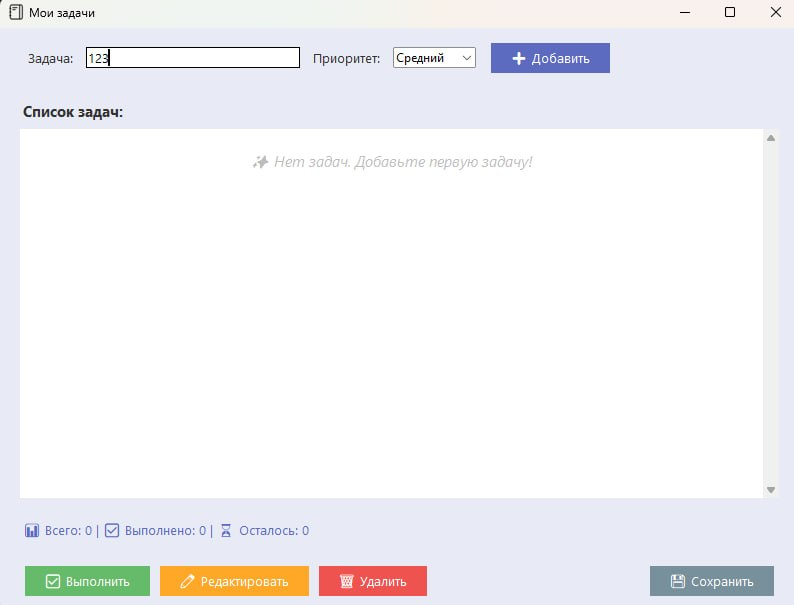 Мои задачи
Задача: 123 Приоритет: Средний Добавить
Список задач:
Нет задач. Добавьте первую задачу!
Всего: 0 | Выполнено: 0 | Осталось: 0
Выполнить Редактировать Удалить Сохранить